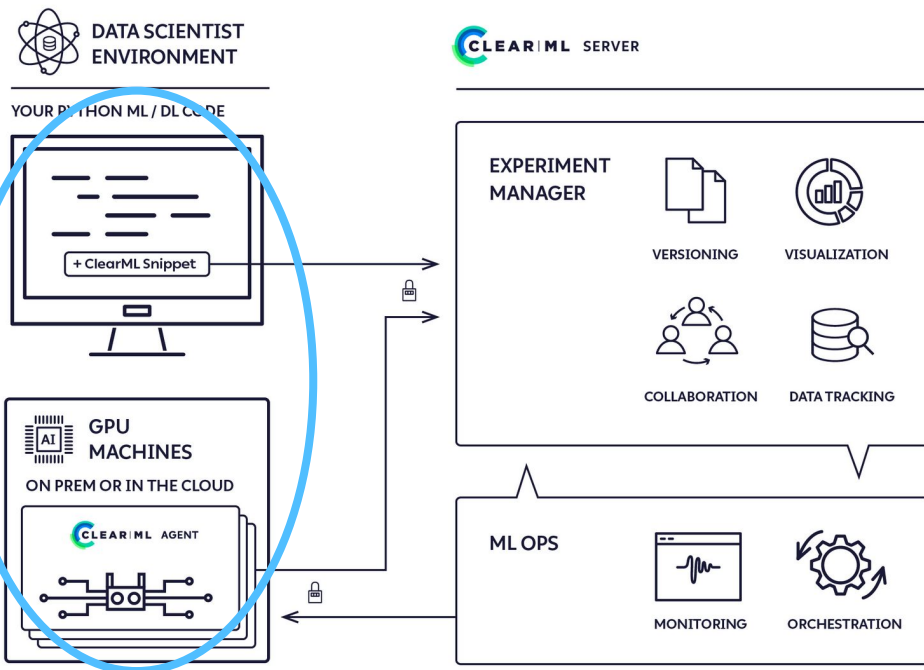 DATA SCIENTIST
ENVIRONMENT
YOUR PYTHON ML / DL CODE
+ ClearML Snippet
GPU
MACHINES
AI
ON PREM OR IN THE CLOUD
CLEAR|ML AGENT
CLEAR|ML SERVER
EXPERIMENT
MANAGER
VERSIONING
VISUALIZATION
COLLABORATION
DATA TRACKING
ML OPS
MONITORING
ORCHESTRATION